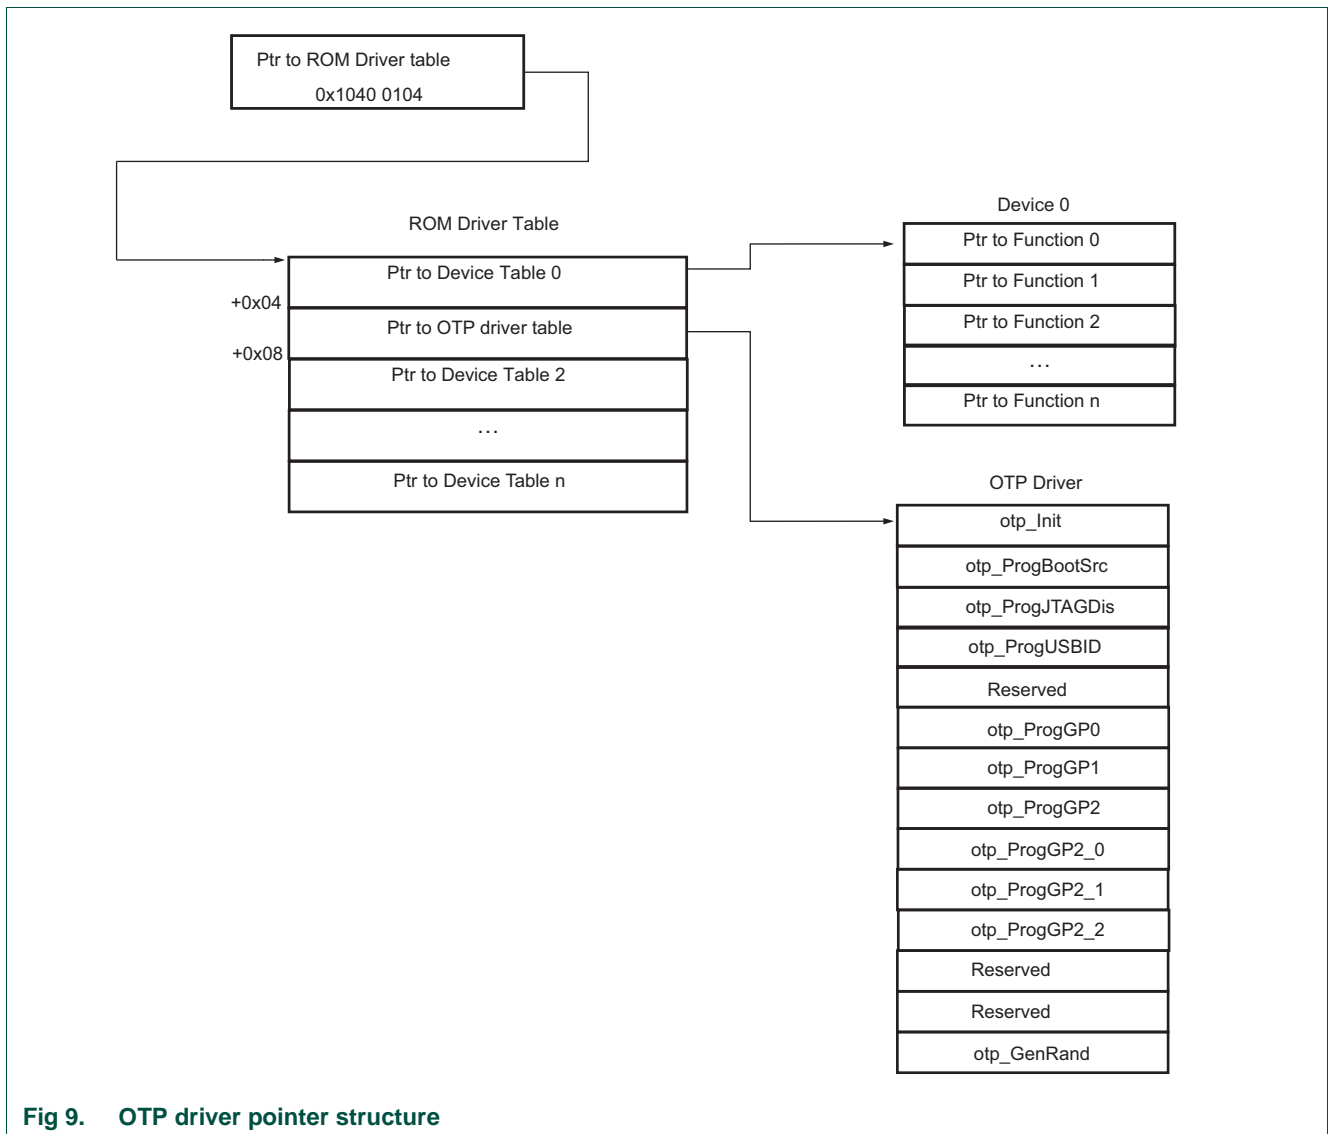 Ptr to ROM Driver table
0x1040 0104
ROM Driver Table
Ptr to Device Table 0
+0x04
Ptr to OTP driver table
+0x08
Ptr to Device Table 2
...
Ptr to Device Table n
Device 0
Ptr to Function 0
Ptr to Function 1
Ptr to Function 2
...
Ptr to Function n
OTP Driver
otp_Init
otp_ProgBootSrc
otp_ProgJTAGDis
otp_ProgUSBID
Reserved
otp_ProgGP0
otp_ProgGP1
otp_ProgGP2
otp_ProgGP2_0
otp_ProgGP2_1
otp_ProgGP2_2
Reserved
Reserved
otp_GenRand
Fig 9. OTP driver pointer structure